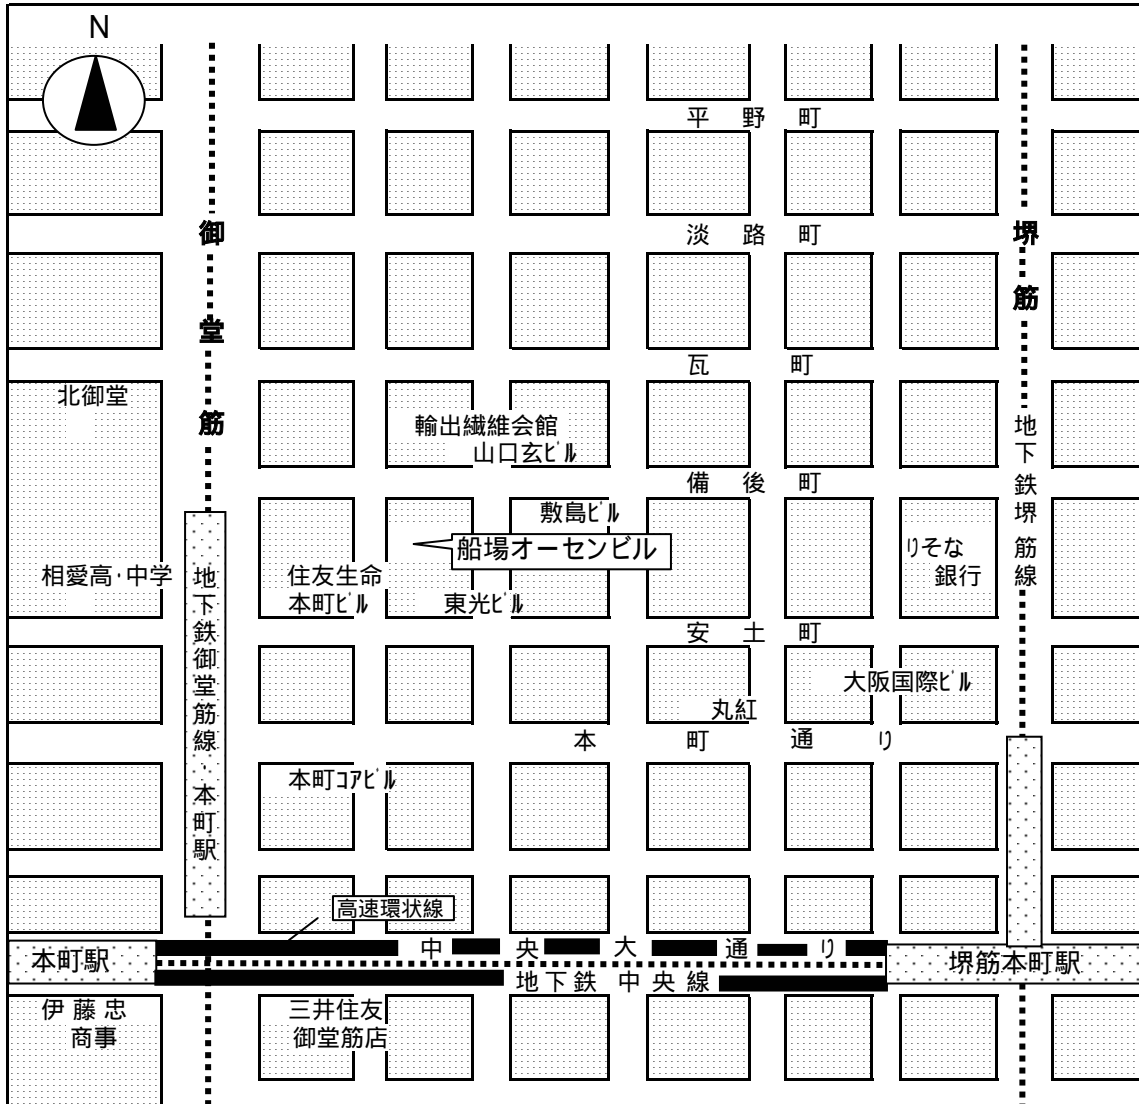 N
平野町
淡路町
御堂筋
堺筋
瓦町
北御堂
輸出繊維会館
山口玄ﾋﾞﾙ
地下鉄堺筋線
備後町
敷島ﾋﾞﾙ
船場オーセンビル
りそな
銀行
相愛高・中学
住友生命
本町ﾋﾞﾙ
東光ﾋﾞﾙ
地下鉄御堂筋線・本町駅
安土町
大阪国際ﾋﾞﾙ
丸紅
本町通り
本町ｺｱﾋﾞﾙ
高速環状線
中央大通り
本町駅
堺筋本町駅
地下鉄中央線
伊藤忠
商事
三井住友
御堂筋店